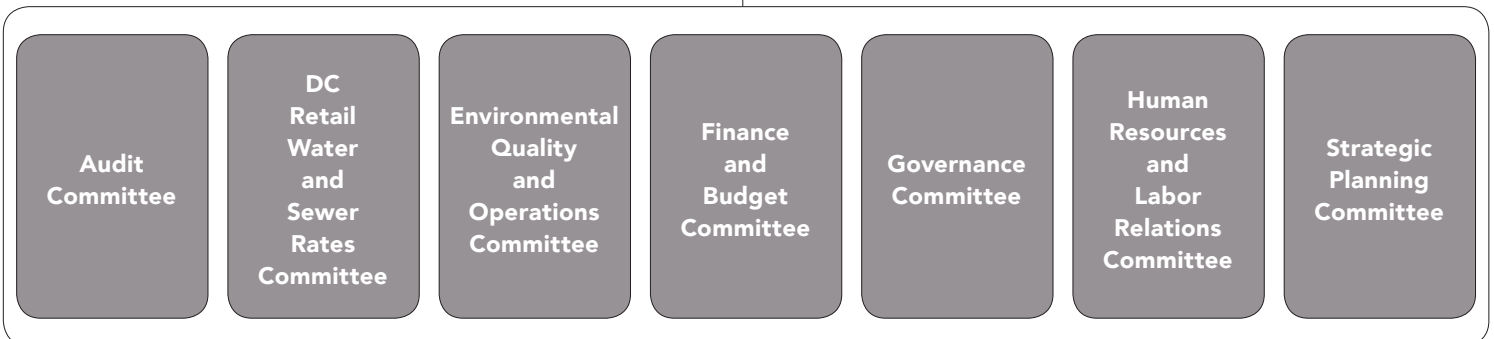 Audit
Committee
DC
Retail
Water
and
Sewer
Rates
Committee
Environmental
Quality
and
Operations
Committee
Finance
and
Budget
Committee
Governance
Committee
Human
Resources
and
Labor
Relations
Committee
Strategic
Planning
Committee